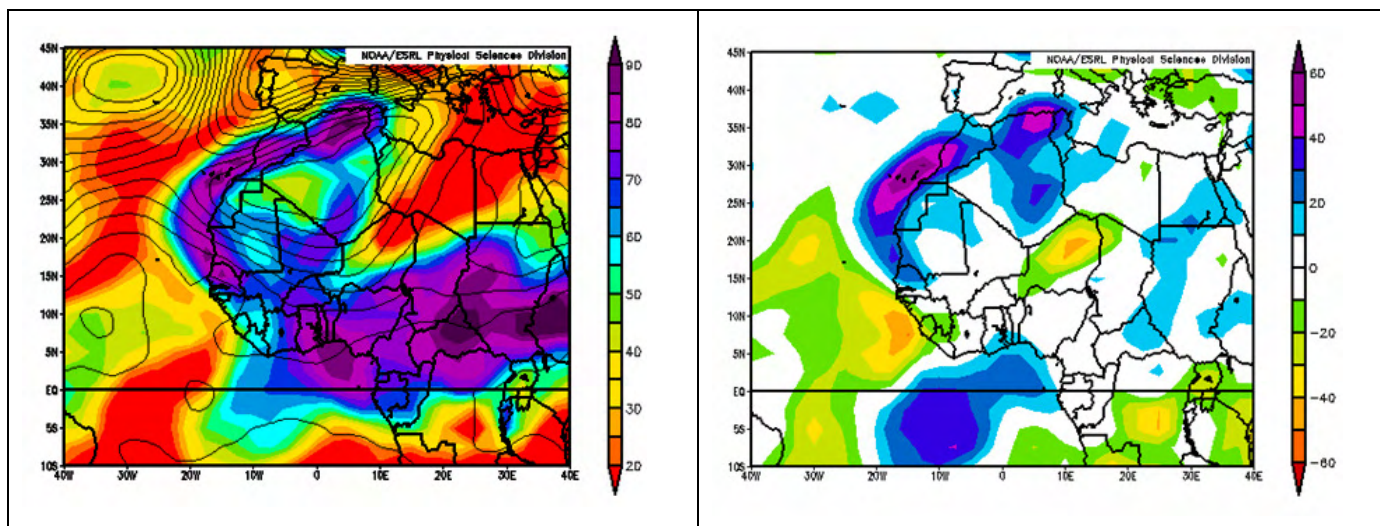 NOAA/ESRL Physical Sciences Division
45N
40N
35N
30N
25N
20N
15N
10N
5N
EQ
5S
10S
40W
30W
20W
10W
0
10E
20E
30E
40E
90
80
70
60
50
40
30
20
NOAA/ESRL Physical Sciences Division
45N
40N
35N
30N
25N
20N
15N
10N
5N
EQ
5S
10S
40W
30W
20W
10W
0
10E
20E
30E
40E
60
40
20
0
-20
-40
-60